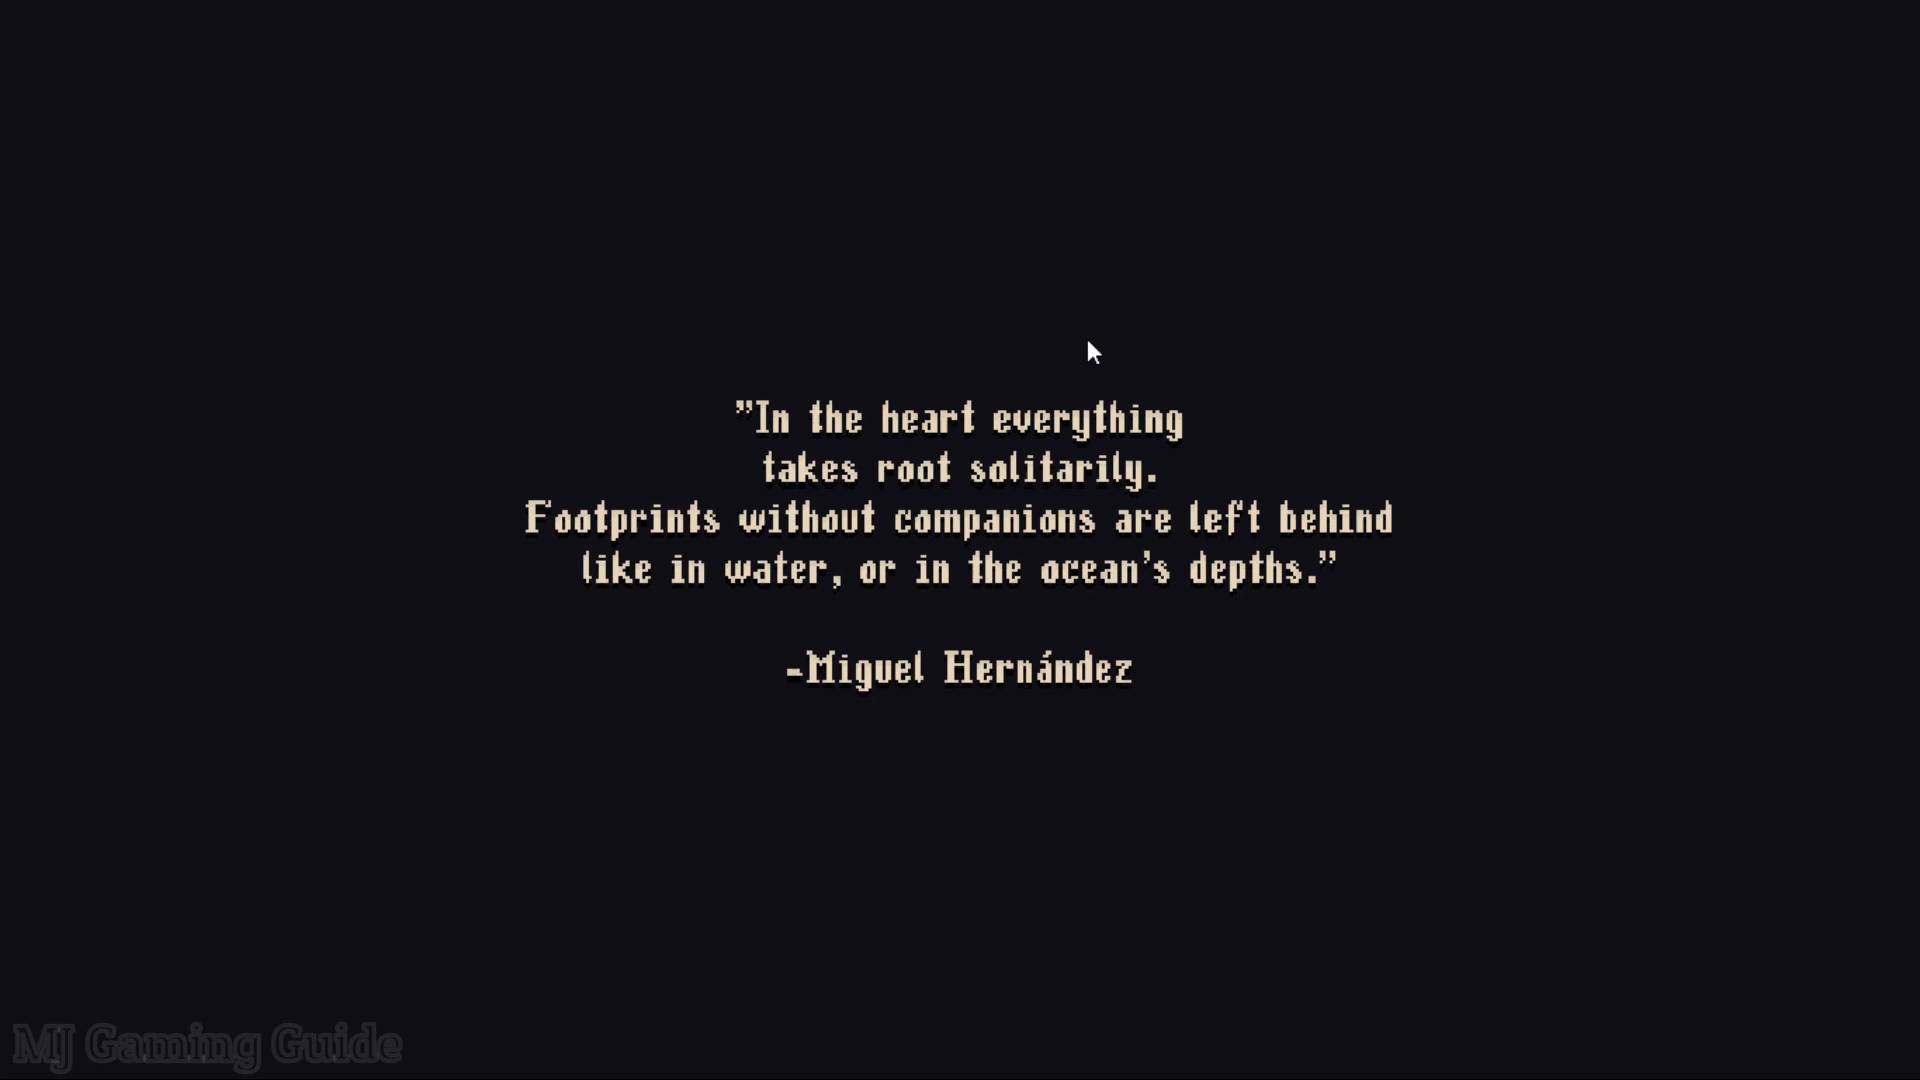 "In the heart everything
takes root solitarily.
Footprints without companions are left behind
like in water, or in the ocean's depths."
-Miguel Hernández
MJ Gaming Guide